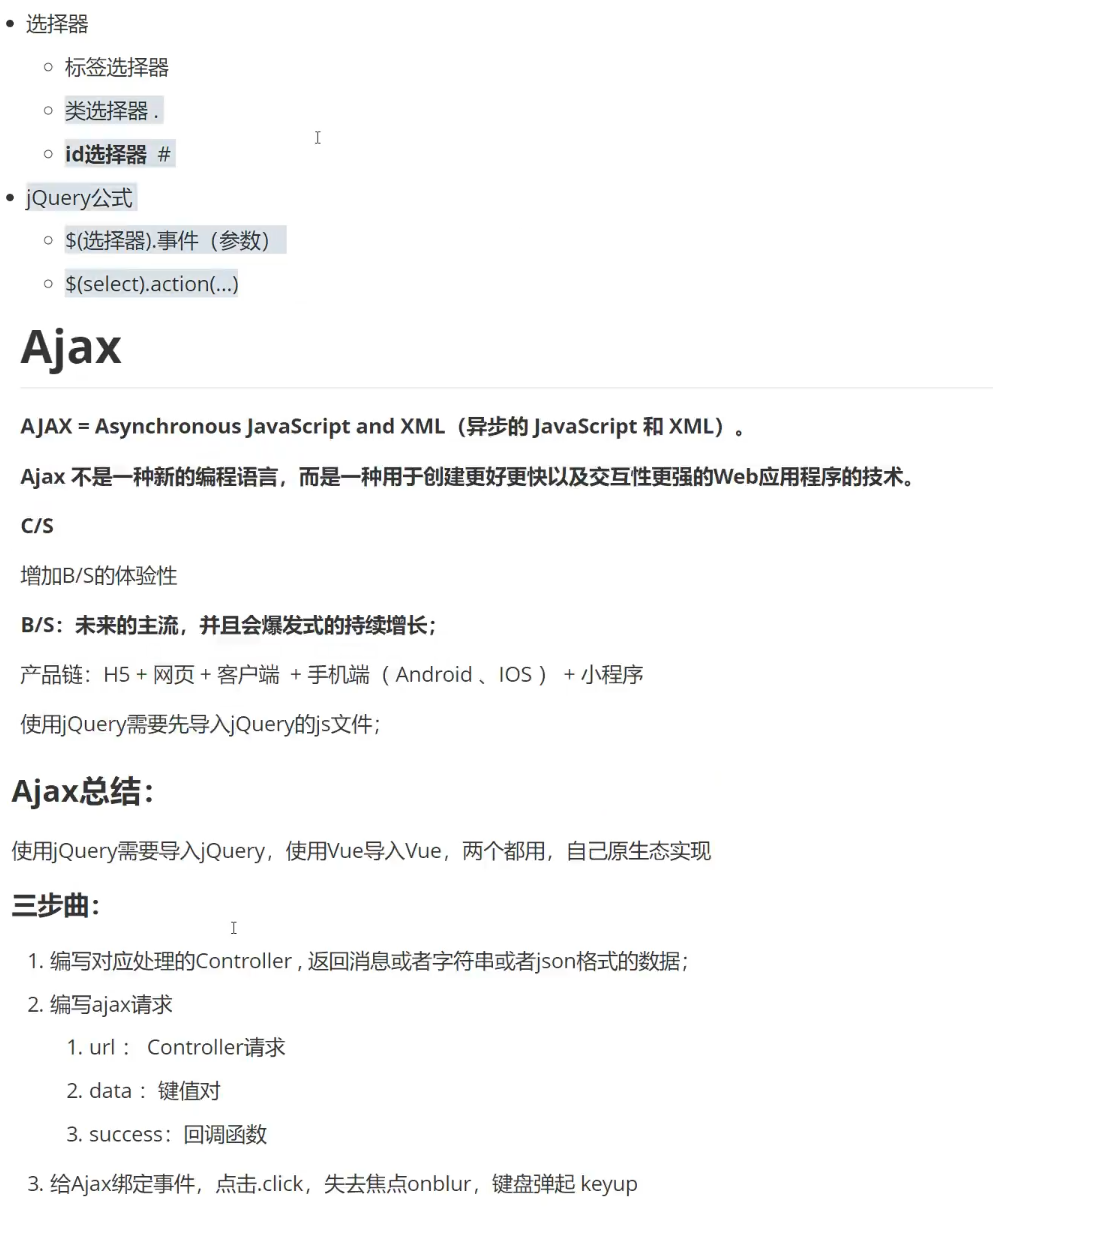 选择器
标签选择器
类选择器 .
id选择器 #
jQuery公式
$(选择器).事件（参数）
$(select).action(...)
Ajax
AJAX = Asynchronous JavaScript and XML（异步的 JavaScript 和 XML）。
Ajax 不是一种新的编程语言，而是一种用于创建更好更快以及交互性更强的Web应用程序的技术。
C/S
增加B/S的体验性
B/S：未来的主流，并且会爆发式的持续增长；
产品链：H5 + 网页 + 客户端 + 手机端（ Android 、IOS ） + 小程序
使用jQuery需要先导入jQuery的js文件；
Ajax总结：
使用jQuery需要导入jQuery，使用Vue导入Vue，两个都用，自己原生态实现
三步曲：
1. 编写对应处理的Controller , 返回消息或者字符串或者json格式的数据；
2. 编写ajax请求
1. url ： Controller请求
2. data ：键值对
3. success：回调函数
3. 给Ajax绑定事件，点击.click，失去焦点onblur，键盘弹起 keyup